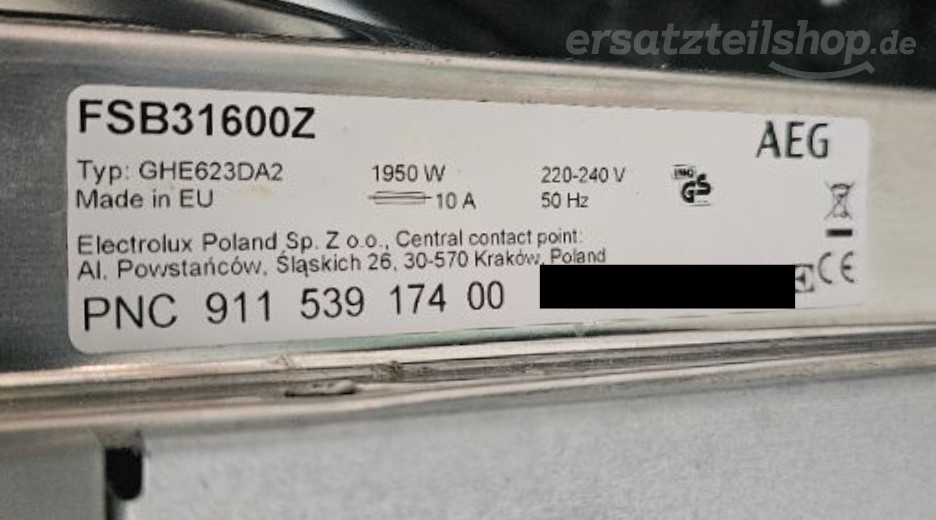 ersatzteilshop.de
FSB31600Z
AEG
Typ: GHE623DA2 1950 W 220-240 V
Made in EU 10 A 50 Hz
GS
Electrolux Poland Sp. Z o.o., Central contact point:
Al. Powstańców, Śląskich 26, 30-570 Kraków, Poland
PNC 911 539 174 00
CE